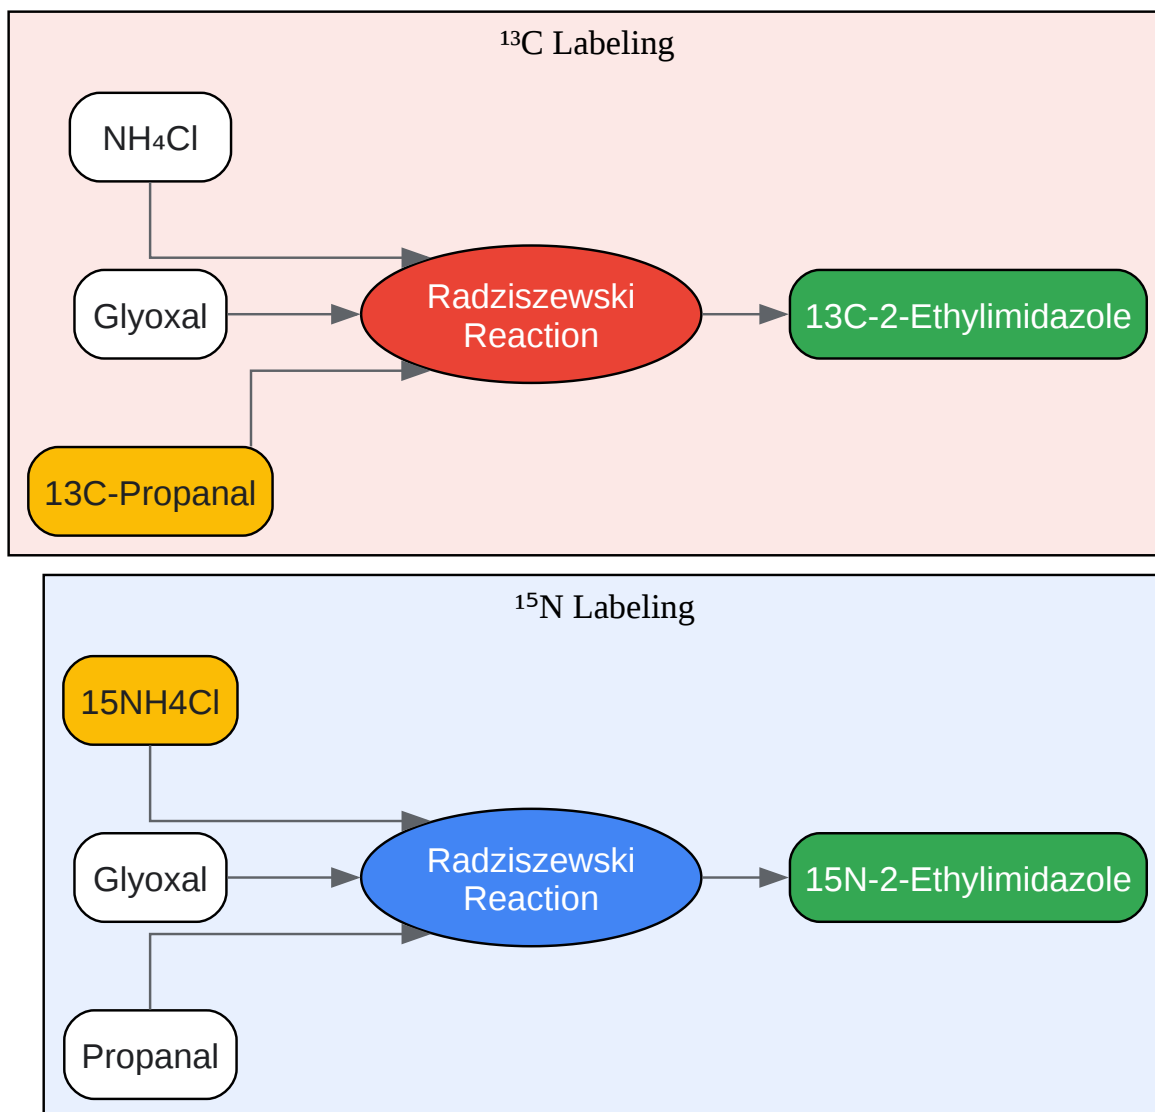 ¹³C Labeling
NH₄Cl
Glyoxal
13C-Propanal
Radziszewski
Reaction
13C-2-Ethylimidazole
¹⁵N Labeling
15NH4Cl
Glyoxal
Propanal
Radziszewski
Reaction
15N-2-Ethylimidazole